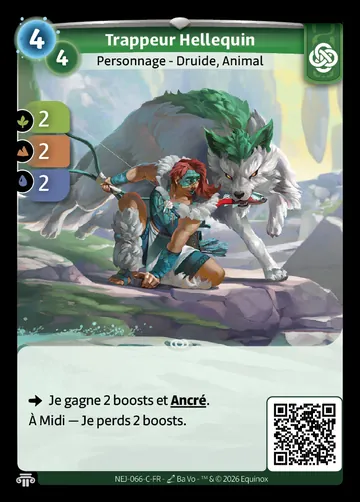 4
4
Trappeur Hellequin
Personnage - Druide, Animal
2
2
2
Je gagne 2 boosts et Ancré.
À Midi — Je perds 2 boosts.
NEJ-066-C-FR - Ba Vo - ™ & © 2026 Equinox